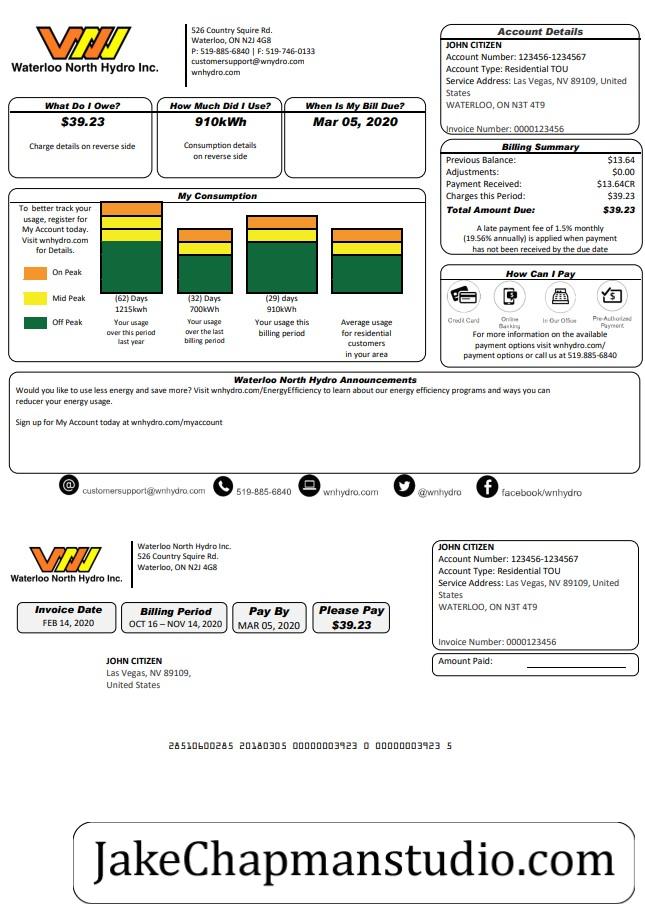 Waterloo North Hydro Inc.
526 Country Squire Rd.
Waterloo, ON N2J 4G8
P: 519-885-6840 | F: 519-746-0133
customersupport@wnydro.com
wnhydro.com
Account Details
JOHN CITIZEN
Account Number: 123456-1234567
Account Type: Residential TOU
Service Address: Las Vegas, NV 89109, United
States
WATERLOO, ON N3T 4T9
Invoice Number: 0000123456
What Do I Owe?
$39.23
Charge details on reverse side
How Much Did I Use?
910kWh
Consumption details
on reverse side
When Is My Bill Due?
Mar 05, 2020
Billing Summary
Previous Balance: $13.64
Adjustments: $0.00
Payment Received: $13.64CR
Charges this Period: $39.23
Total Amount Due: $39.23
A late payment fee of 1.5% monthly
(19.56% annually) is applied when payment
has not been received by the due date
My Consumption
To better track your
usage, register for
My Account today.
Visit wnhydro.com
for Details.
On Peak
Mid Peak
Off Peak
(62) Days
1215kwh
Your usage
over this period
last year
(32) Days
700kWh
Your usage
over the last
billing period
(29) Days
910kWh
Your usage this
billing period
Average usage
for residential
customers
in your area
How Can I Pay
Credit Card
Online
Banking
In Our Office
Pre-Authorized
Payment
For more information on the available
payment options visit wnhydro.com/
payment options or call us at 519.885-6840
Waterloo North Hydro Announcements
Would you like to use less energy and save more? Visit wnhydro.com/EnergyEfficiency to learn about our energy efficiency programs and ways you can
reducer your energy usage.
Sign up for My Account today at wnhydro.com/myaccount
@ customersupport@wnhydro.com 519-885-6840 wnhydro.com @wnhydro facebook/wnhydro
Waterloo North Hydro Inc.
Waterloo North Hydro Inc.
526 Country Squire Rd.
Waterloo, ON N2J 4G8
JOHN CITIZEN
Account Number: 123456-1234567
Account Type: Residential TOU
Service Address: Las Vegas, NV 89109, United
States
WATERLOO, ON N3T 4T9
Invoice Number: 0000123456
Invoice Date
FEB 14, 2020
Billing Period
OCT 16 – NOV 14, 2020
Pay By
MAR 05, 2020
Please Pay
$39.23
Amount Paid:
JOHN CITIZEN
Las Vegas, NV 89109,
United States
28510600285 20180305 00000003923 0 00000003923 5
JakeChapmanstudio.com